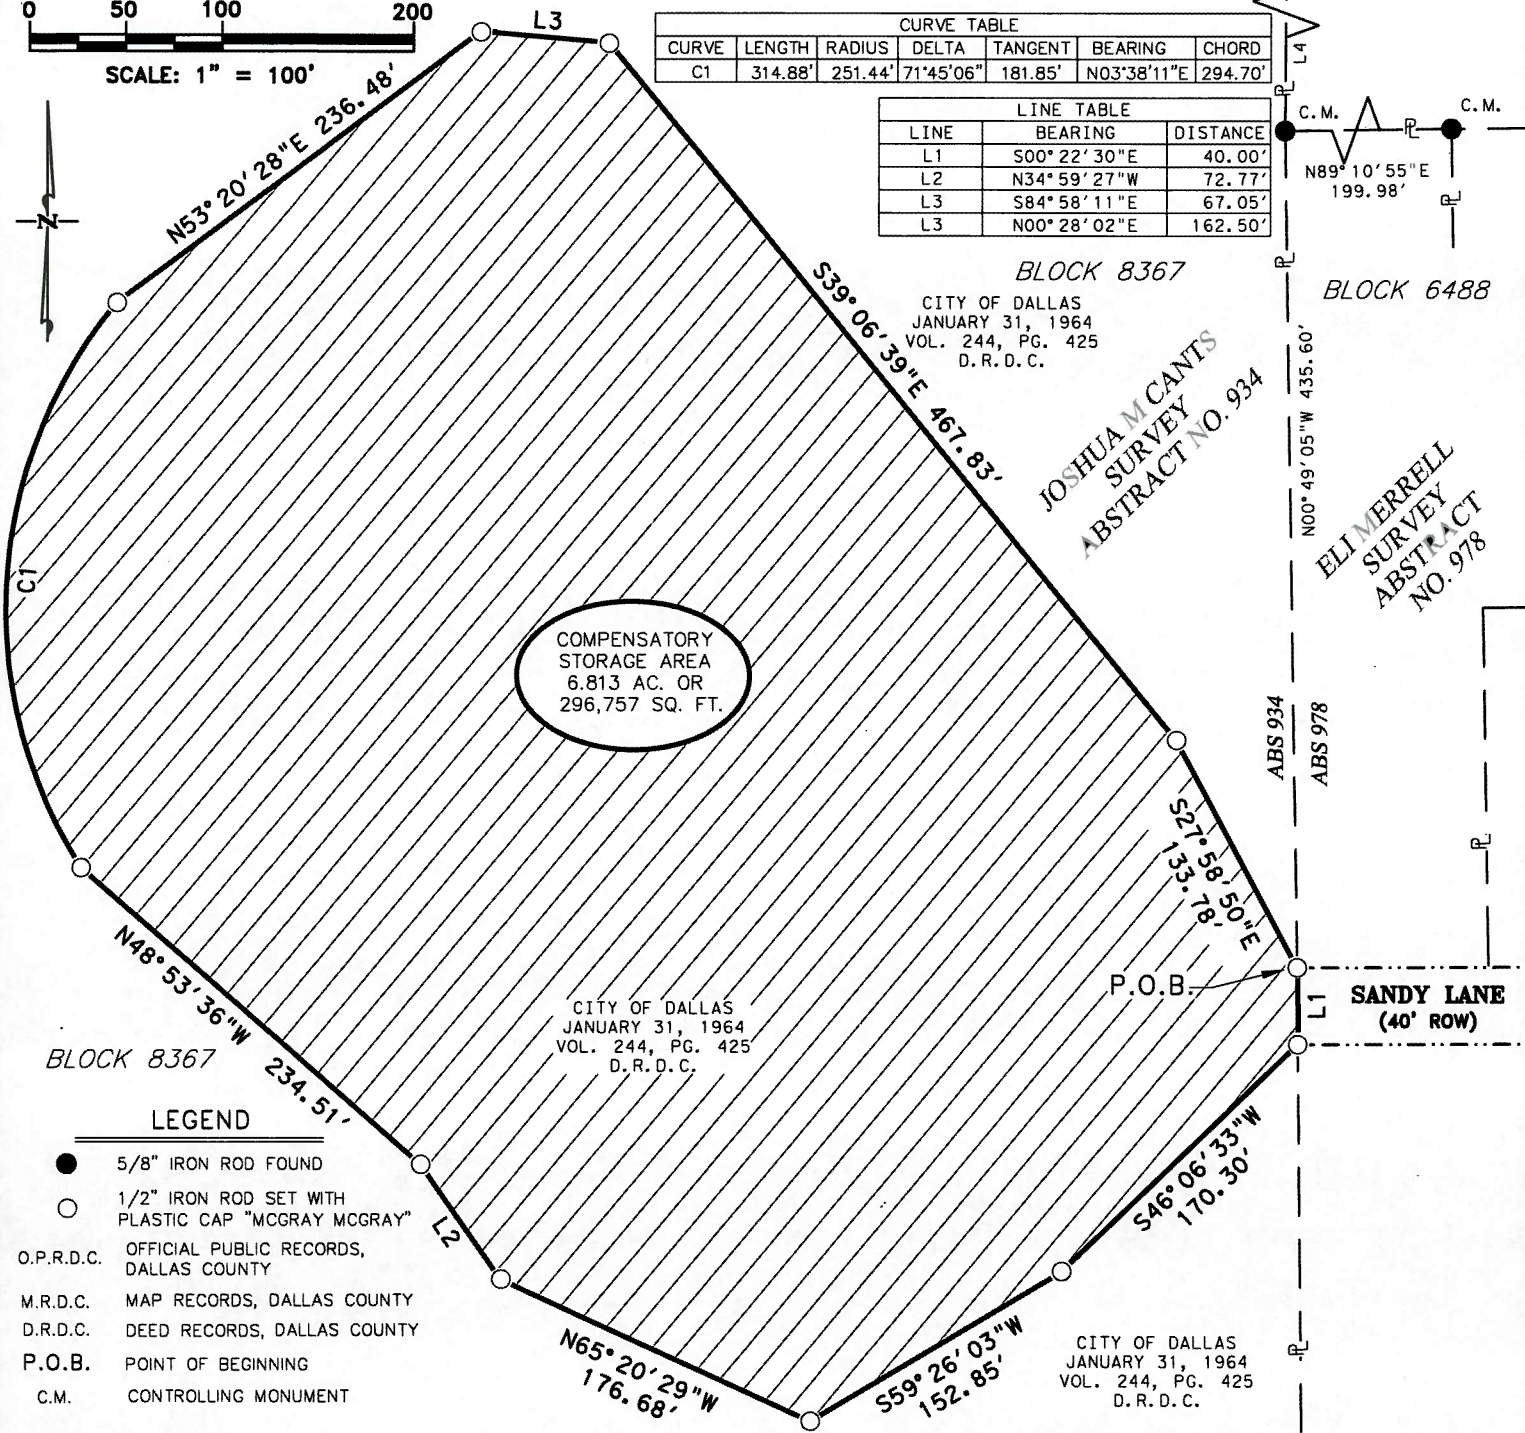 0 50 100 200
SCALE: 1" = 100'
N
L3
CURVE TABLE
CURVE LENGTH RADIUS DELTA TANGENT BEARING CHORD
C1 314.88' 251.44' 71°45'06" 181.85' N03°38'11"E 294.70'
LINE TABLE
LINE BEARING DISTANCE
L1 S00°22'30"E 40.00'
L2 N34°59'27"W 72.77'
L3 S84°58'11"E 67.05'
L3 N00°28'02"E 162.50'
L4
PL
C.M.
PL
C.M.
N89°10'55"E
199.98'
PL
PL
N53°20'28"E 236.48'
S39°06'39"E 467.83'
BLOCK 8367
CITY OF DALLAS
JANUARY 31, 1964
VOL. 244, PG. 425
D.R.D.C.
BLOCK 6488
JOSHUA M CANTS
SURVEY
ABSTRACT NO. 934
N00°49'05"W 435.60'
ELI MERRELL
SURVEY
ABSTRACT
NO. 978
C1
COMPENSATORY
STORAGE AREA
6.813 AC. OR
296,757 SQ. FT.
ABS 934
ABS 978
PL
S27°58'50"E
133.78'
P.O.B.
L1
SANDY LANE
(40' ROW)
N48°53'36"W 234.51'
CITY OF DALLAS
JANUARY 31, 1964
VOL. 244, PG. 425
D.R.D.C.
BLOCK 8367
L2
N65°20'29"W
176.68'
S59°26'03"W
152.85'
S46°06'33"W
170.30'
CITY OF DALLAS
JANUARY 31, 1964
VOL. 244, PG. 425
D.R.D.C.
PL
LEGEND
5/8" IRON ROD FOUND
1/2" IRON ROD SET WITH
PLASTIC CAP "MCGRAY MCGRAY"
O.P.R.D.C. OFFICIAL PUBLIC RECORDS,
DALLAS COUNTY
M.R.D.C. MAP RECORDS, DALLAS COUNTY
D.R.D.C. DEED RECORDS, DALLAS COUNTY
P.O.B. POINT OF BEGINNING
C.M. CONTROLLING MONUMENT